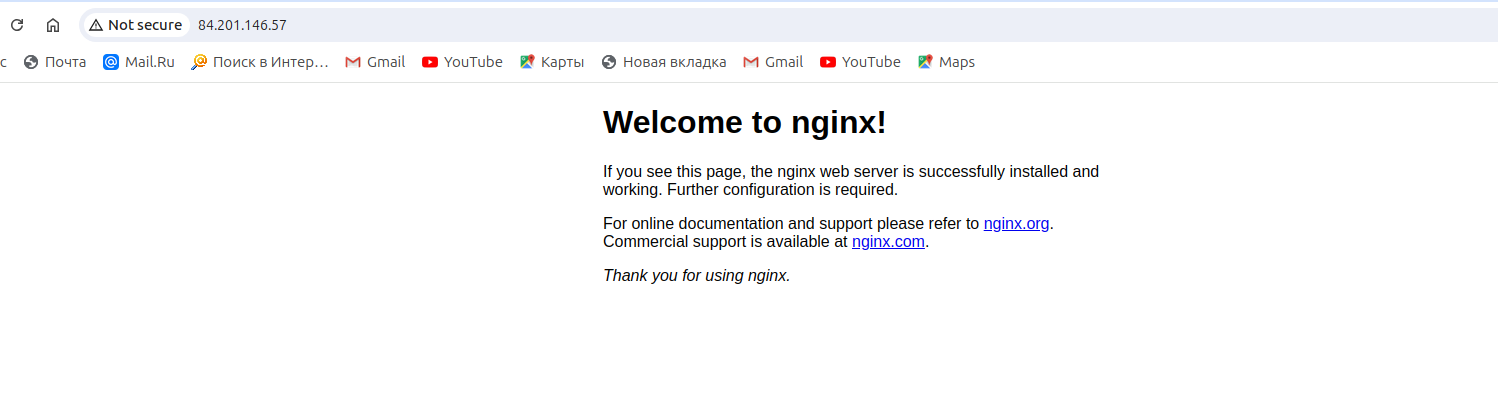 Not secure 84.201.146.57
с Почта Mail.Ru Поиск в Интер… Gmail YouTube Карты Новая вкладка Gmail YouTube Maps
Welcome to nginx!
If you see this page, the nginx web server is successfully installed and
working. Further configuration is required.
For online documentation and support please refer to nginx.org.
Commercial support is available at nginx.com.
Thank you for using nginx.